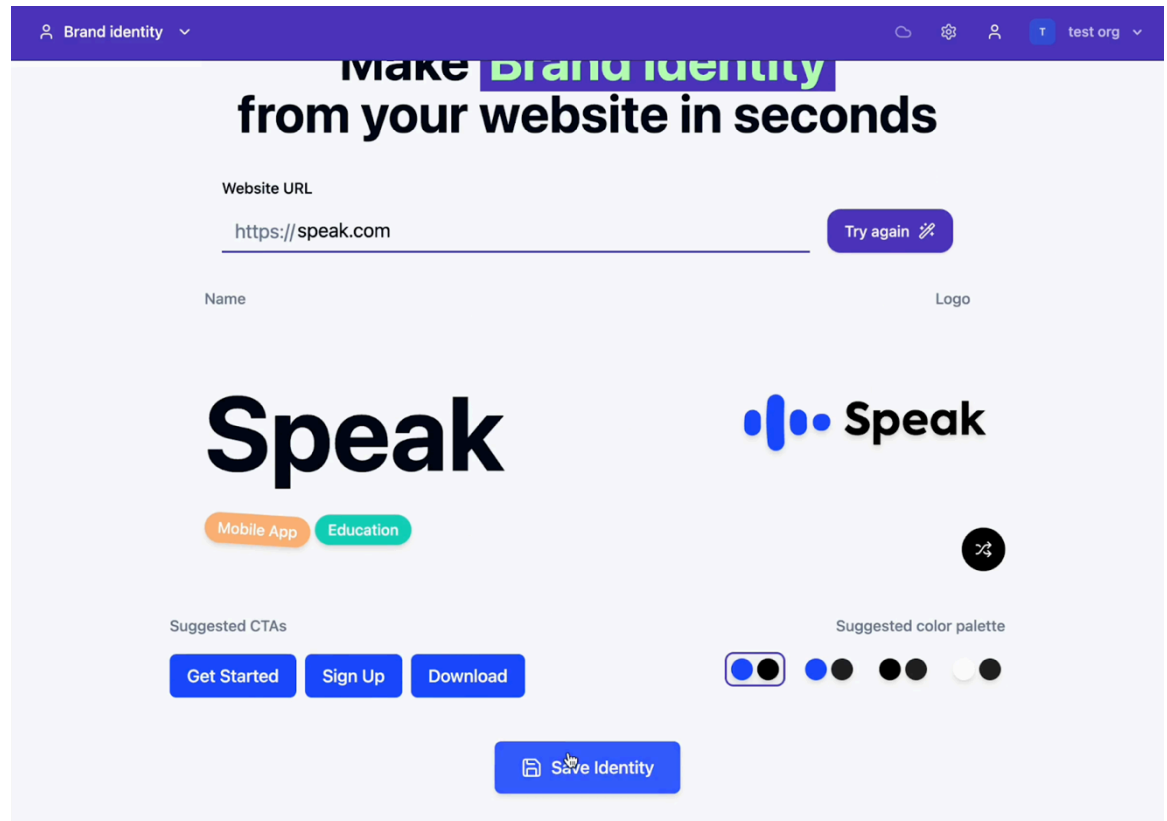 Brand identity
T
test org
Make Brand Identity
from your website in seconds
Website URL
https://speak.com
Try again
Name
Logo
Speak
Speak
Mobile App
Education
Suggested CTAs
Suggested color palette
Get Started
Sign Up
Download
Save Identity